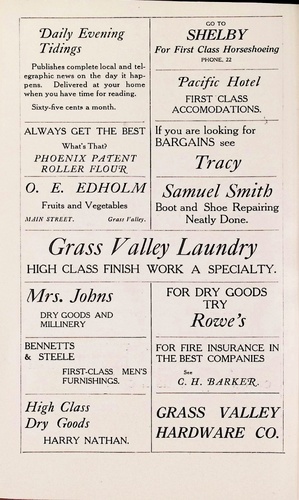 Daily Evening
Tidings
Publishes complete local and tel-
egraphic news on the day it hap-
pens. Delivered at your home
when you have time for reading.
Sixty-five cents a month.
GO TO
SHELBY
For First Class Horseshoeing
PHONE, 22
Pacific Hotel
FIRST CLASS
ACCOMODATIONS.
ALWAYS GET THE BEST
What's That?
PHOENIX PATENT
ROLLER FLOUR
If you are looking for
BARGAINS see
Tracy
O. E. EDHOLM
Fruits and Vegetables
MAIN STREET. Grass Valley.
Samuel Smith
Boot and Shoe Repairing
Neatly Done.
Grass Valley Laundry
HIGH CLASS FINISH WORK A SPECIALTY.
Mrs. Johns
DRY GOODS AND
MILLINERY
FOR DRY GOODS
TRY
Rowe's
BENNETTS
& STEELE
FIRST-CLASS MEN'S
FURNISHINGS.
FOR FIRE INSURANCE IN
THE BEST COMPANIES
See
C. H. BARKER.
High Class
Dry Goods
HARRY NATHAN.
GRASS VALLEY
HARDWARE CO.